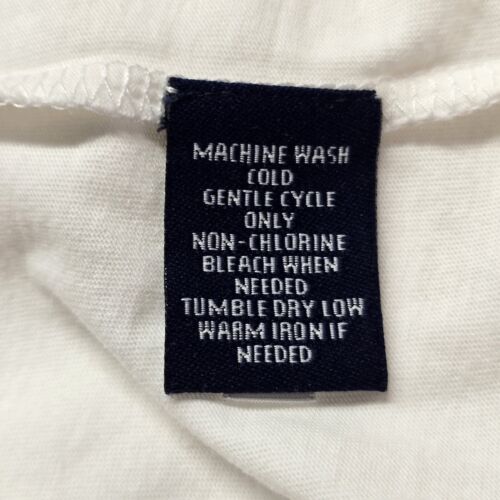 MACHINE WASH
COLD
GENTLE CYCLE
ONLY
NON-CHLORINE
BLEACH WHEN
NEEDED
TUMBLE DRY LOW
WARM IRON IF
NEEDED